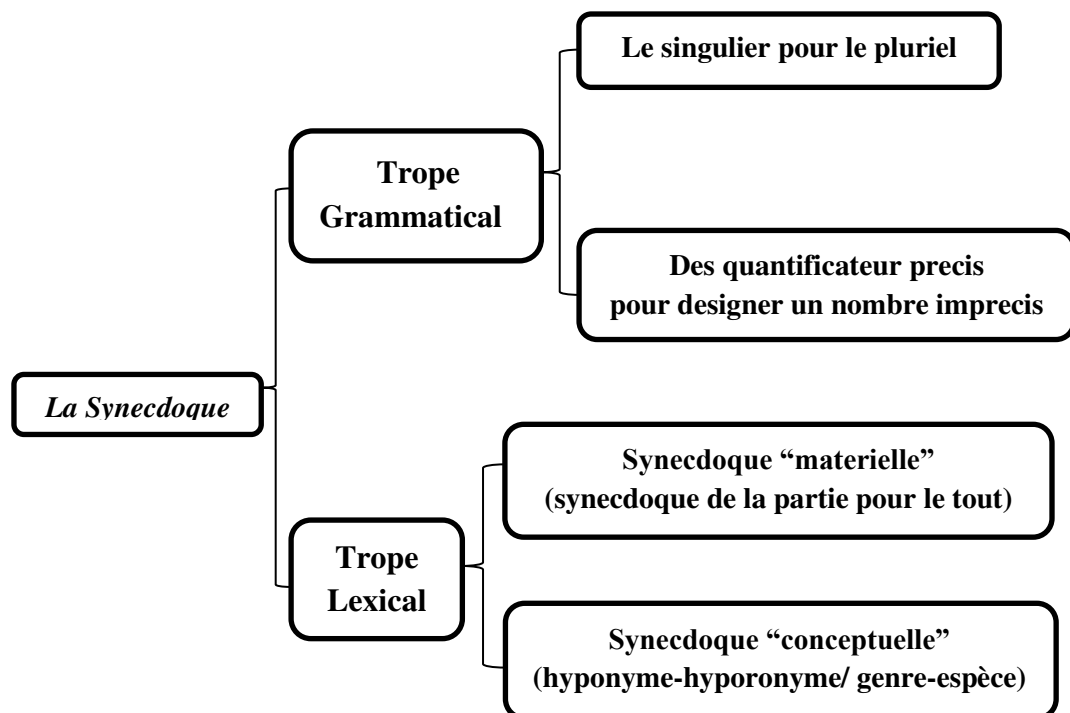 Le singulier pour le pluriel
Trope
Grammatical
Des quantificateur precis
pour designer un nombre imprecis
La Synecdoque
Synecdoque “materielle”
(synecdoque de la partie pour le tout)
Trope
Lexical
Synecdoque “conceptuelle”
(hyponyme-hyporonyme/ genre-espèce)